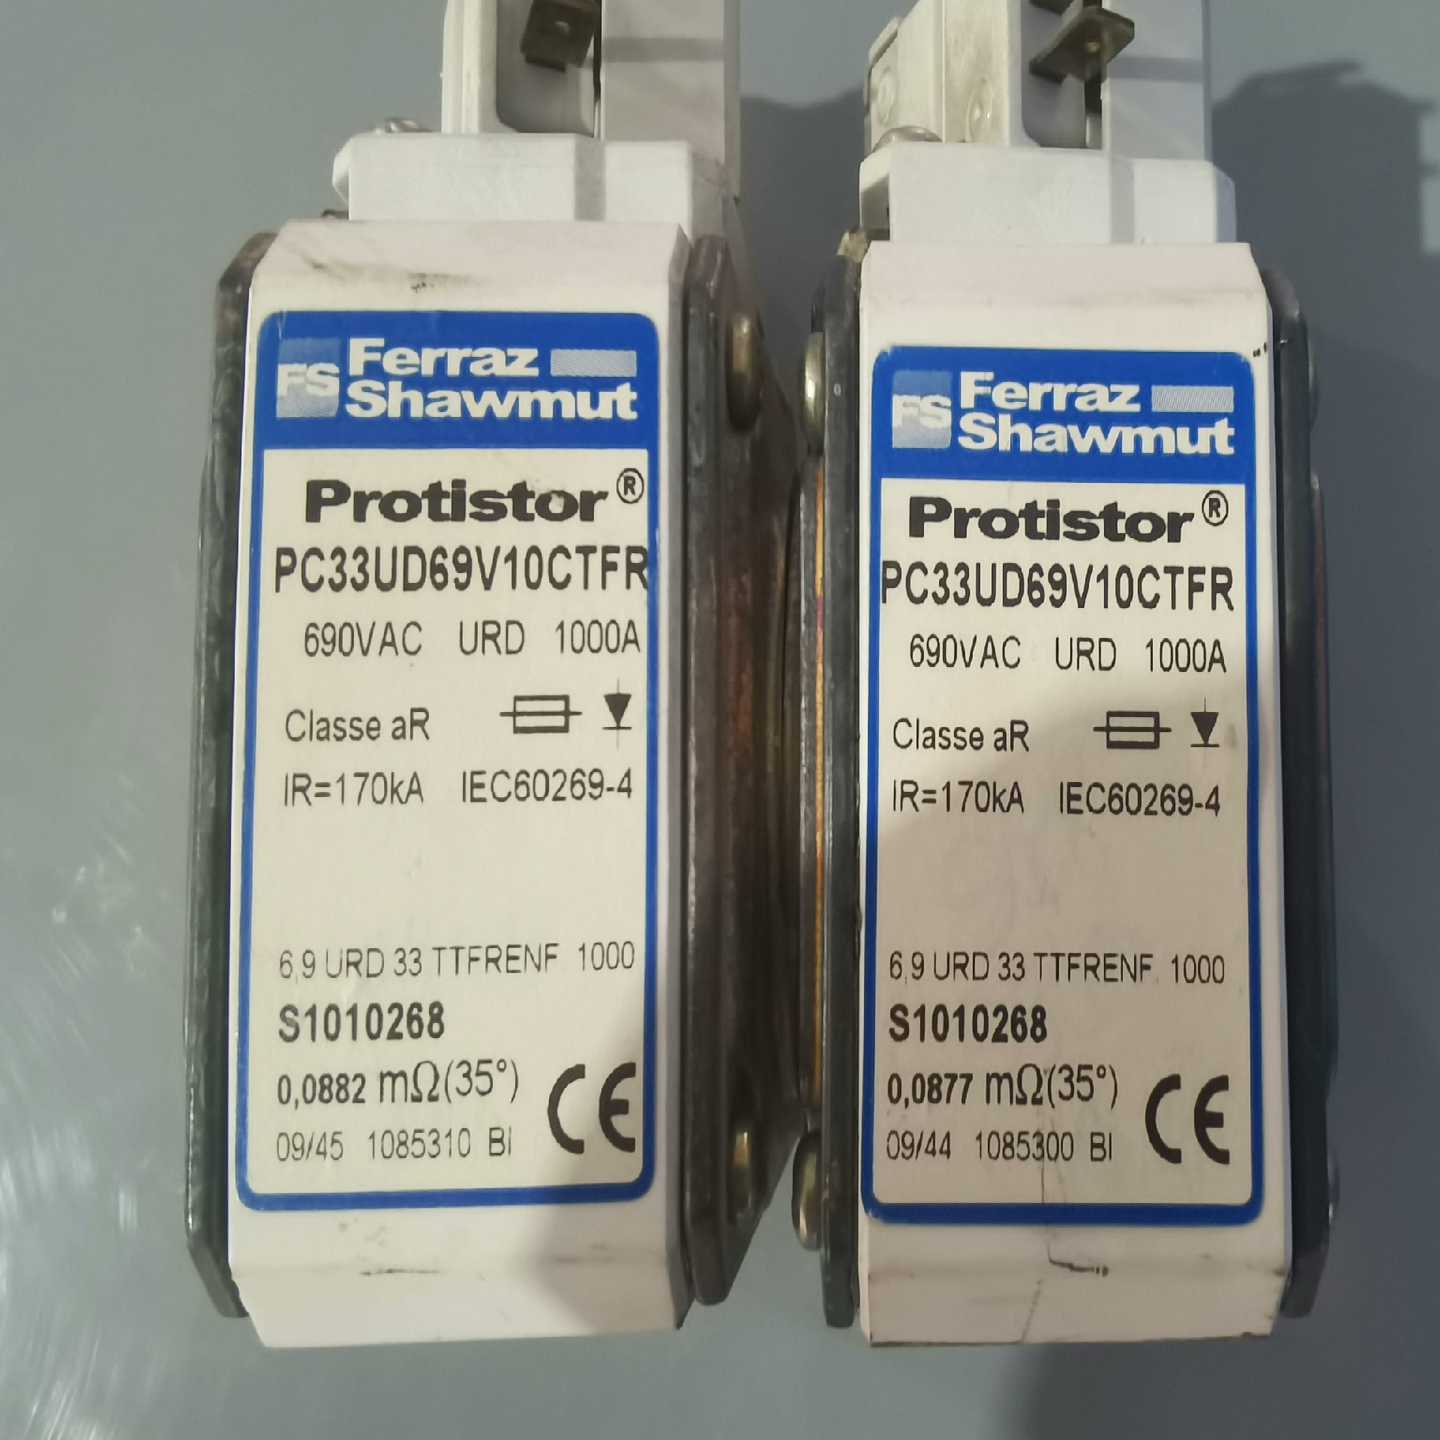 FS Ferraz
Shawmut
Protistor®
PC33UD69V10CTFR
690VAC URD 1000A
Classe aR
IR=170kA IEC60269-4
6,9 URD 33 TTFRENF 1000
S1010268
0,0882 mΩ(35°)
09/45 1085310 BI CE
FS Ferraz
Shawmut
Protistor®
PC33UD69V10CTFR
690VAC URD 1000A
Classe aR
IR=170kA IEC60269-4
6,9 URD 33 TTFRENF 1000
S1010268
0,0877 mΩ(35°)
09/44 1085300 BI CE